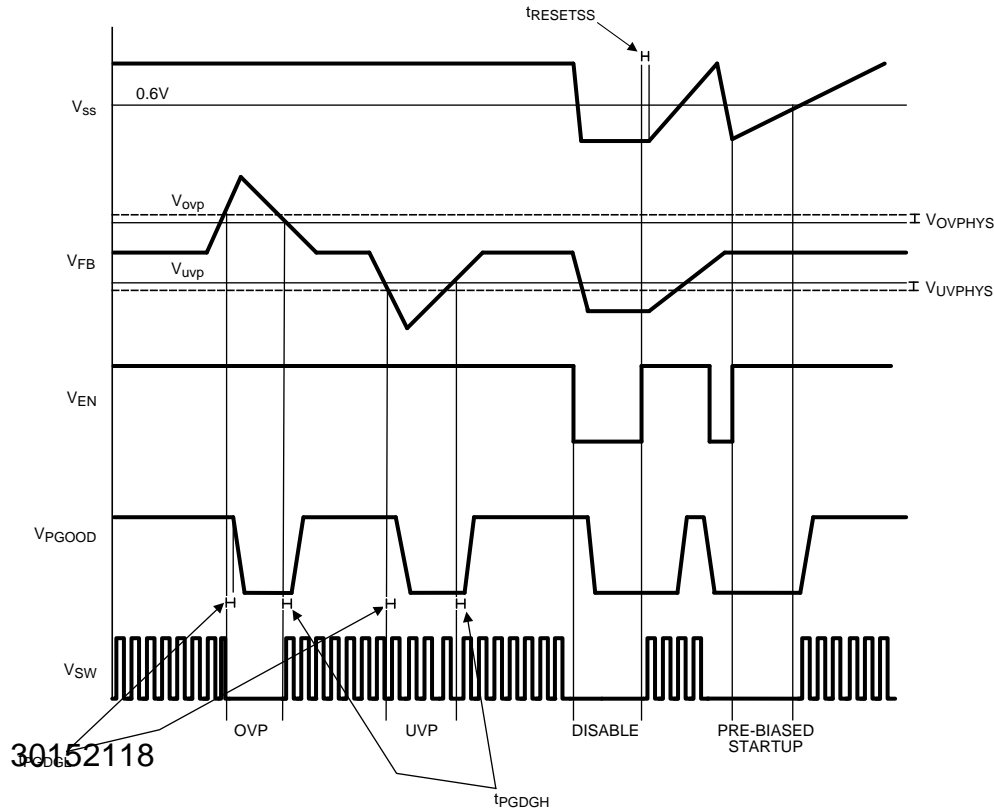 tRESETSS
0.6V
Vss
Vovp
VOVPHYS
VFB
Vuvp
VUVPHYS
VEN
VPGOOD
VSW
OVP
UVP
DISABLE
PRE-BIASED
STARTUP
tPGDGL
30152118
tPGDGH